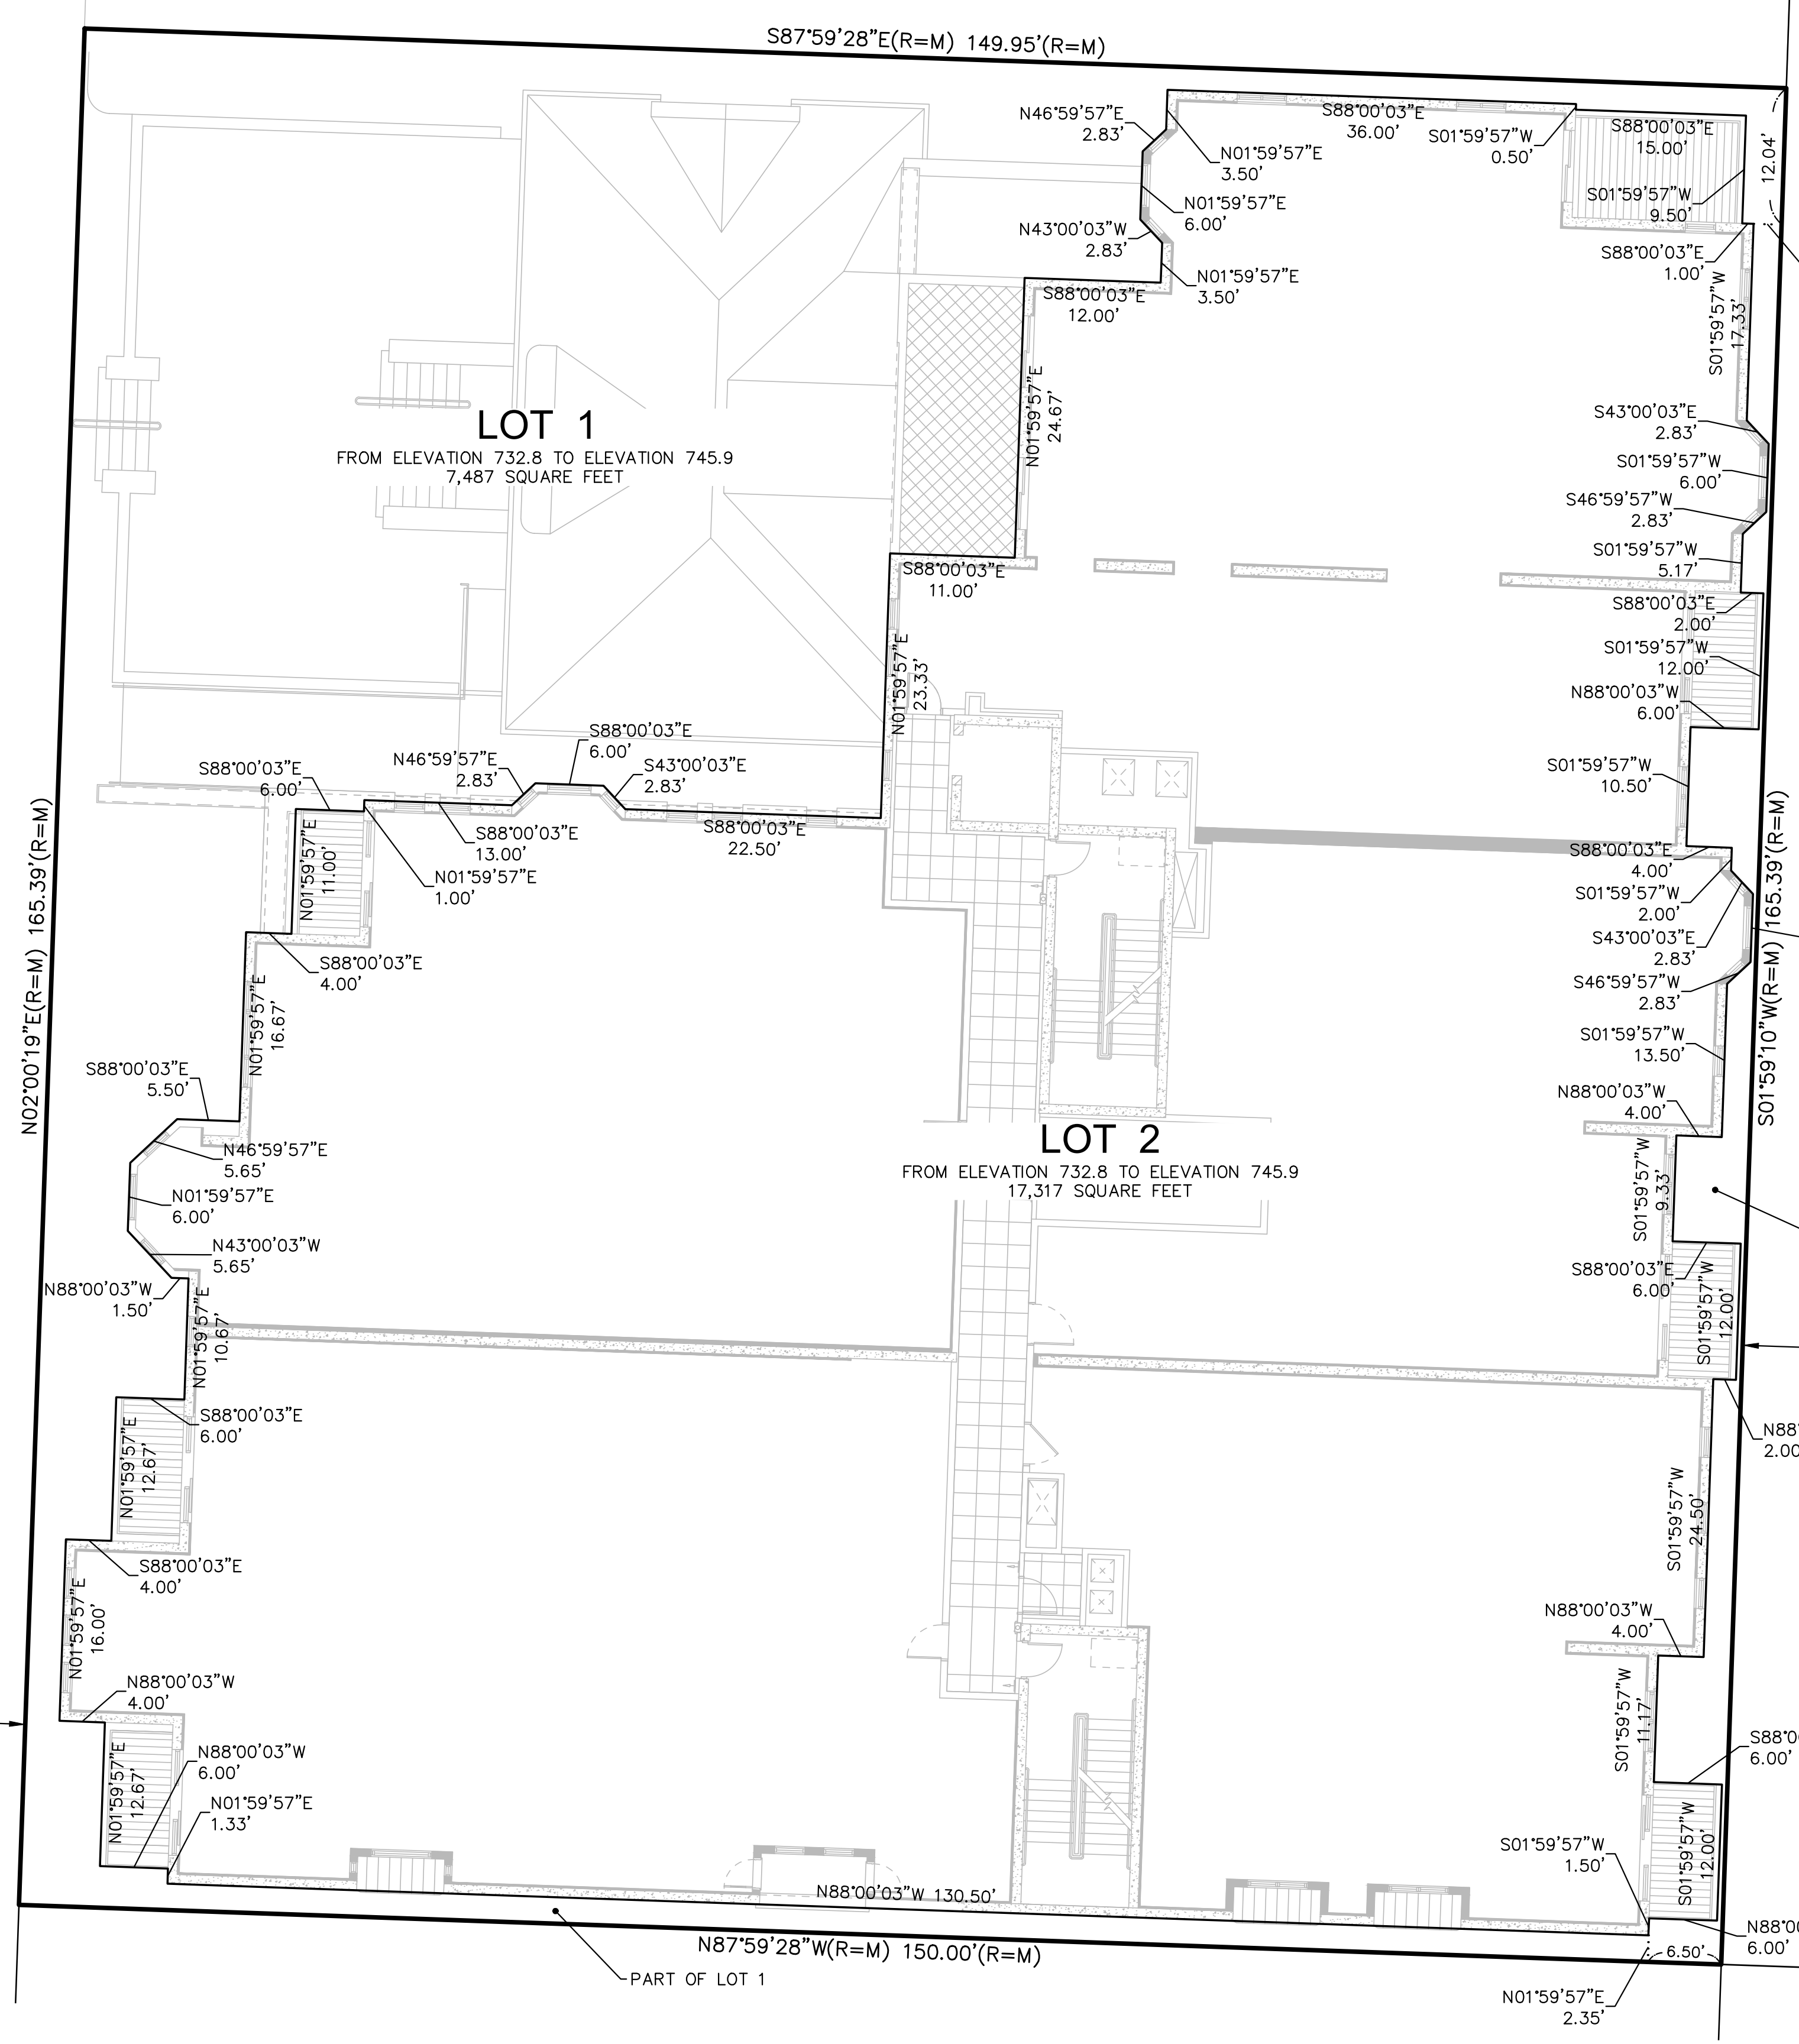 S87°59'28"E(R=M) 149.95'(R=M)
N46°59'57"E
2.83'
S88°00'03"E
36.00'
S01°59'57"W
0.50'
S88°00'03"E
15.00'
12.04'
N01°59'57"E
3.50'
S01°59'57"W
9.50'
N01°59'57"E
6.00'
N43°00'03"W
2.83'
S88°00'03"E
1.00'
N01°59'57"E
3.50'
S88°00'03"E
12.00'
S01°59'57"W
17.33'
N01°59'57"E
24.67'
LOT 1
FROM ELEVATION 732.8 TO ELEVATION 745.9
7,487 SQUARE FEET
S43°00'03"E
2.83'
S01°59'57"W
6.00'
S46°59'57"W
2.83'
S01°59'57"W
5.17'
S88°00'03"E
11.00'
S88°00'03"E
2.00'
S01°59'57"W
12.00'
N01°59'57"E
23.33'
N88°00'03"W
6.00'
S88°00'03"E
6.00'
N46°59'57"E
2.83'
S43°00'03"E
2.83'
S88°00'03"E
6.00'
S01°59'57"W
10.50'
S88°00'03"E
13.00'
S88°00'03"E
22.50'
N01°59'57"E
11.00'
N01°59'57"E
1.00'
S88°00'03"E
4.00'
S01°59'57"W
2.00'
S43°00'03"E
2.83'
S46°59'57"W
2.83'
N02°00'19"E(R=M) 165.39'(R=M)
S01°59'10"W(R=M) 165.39'(R=M)
S88°00'03"E
4.00'
N01°59'57"E
16.67'
S01°59'57"W
13.50'
S88°00'03"E
5.50'
N88°00'03"W
4.00'
N46°59'57"E
5.65'
LOT 2
FROM ELEVATION 732.8 TO ELEVATION 745.9
17,317 SQUARE FEET
S01°59'57"W
9.33'
N01°59'57"E
6.00'
N43°00'03"W
5.65'
N88°00'03"W
1.50'
S88°00'03"E
6.00'
S01°59'57"W
12.00'
N01°59'57"E
10.67'
S88°00'03"E
6.00'
N88°
2.00
N01°59'57"E
12.67'
S01°59'57"W
24.50'
S88°00'03"E
4.00'
N01°59'57"E
16.00'
N88°00'03"W
4.00'
N88°00'03"W
4.00'
S01°59'57"W
11.17'
S88°0
6.00'
N88°00'03"W
6.00'
N01°59'57"E
12.67'
N01°59'57"E
1.33'
S01°59'57"W
1.50'
S01°59'57"W
12.00'
N88°00'03"W 130.50'
N88°00
6.00'
6.50'
N87°59'28"W(R=M) 150.00'(R=M)
PART OF LOT 1
N01°59'57"E
2.35'